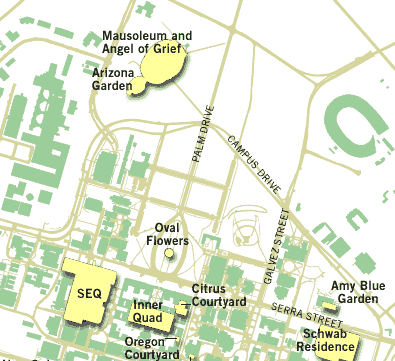 Mausoleum and
Angel of Grief
Arizona
Garden
PALM DRIVE
CAMPUS DRIVE
Oval
Flowers
GALVEZ STREET
SEQ
Citrus
Courtyard
Inner
Quad
Amy Blue
Garden
SERRA STREET
Schwab
Residence
Oregon
Courtyard